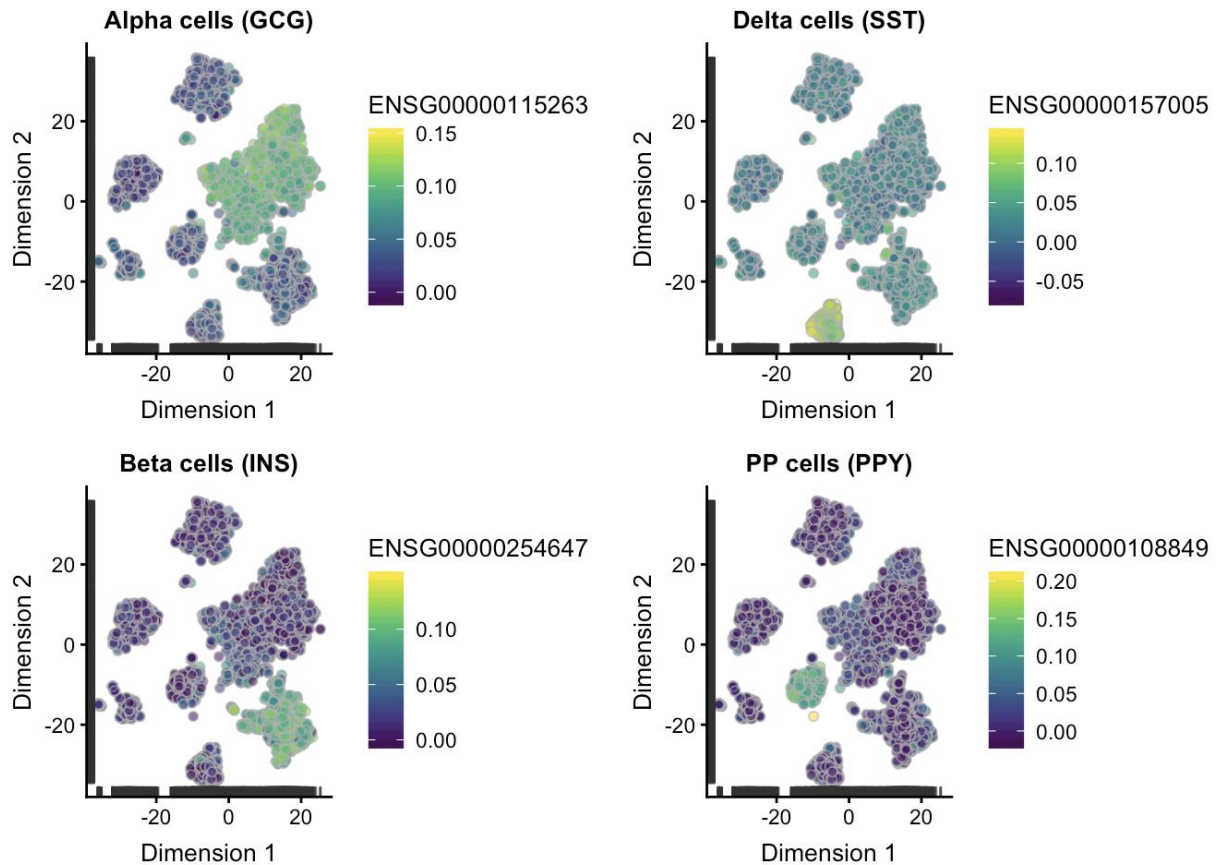 Alpha cells (GCG)
Dimension 2
20
0
-20
-20
0
20
Dimension 1
ENSG00000115263
0.15
0.10
0.05
0.00
Delta cells (SST)
Dimension 2
20
0
-20
-20
0
20
Dimension 1
ENSG00000157005
0.10
0.05
0.00
-0.05
Beta cells (INS)
Dimension 2
20
0
-20
-20
0
20
Dimension 1
ENSG00000254647
0.10
0.05
0.00
PP cells (PPY)
Dimension 2
20
0
-20
-20
0
20
Dimension 1
ENSG00000108849
0.20
0.15
0.10
0.05
0.00